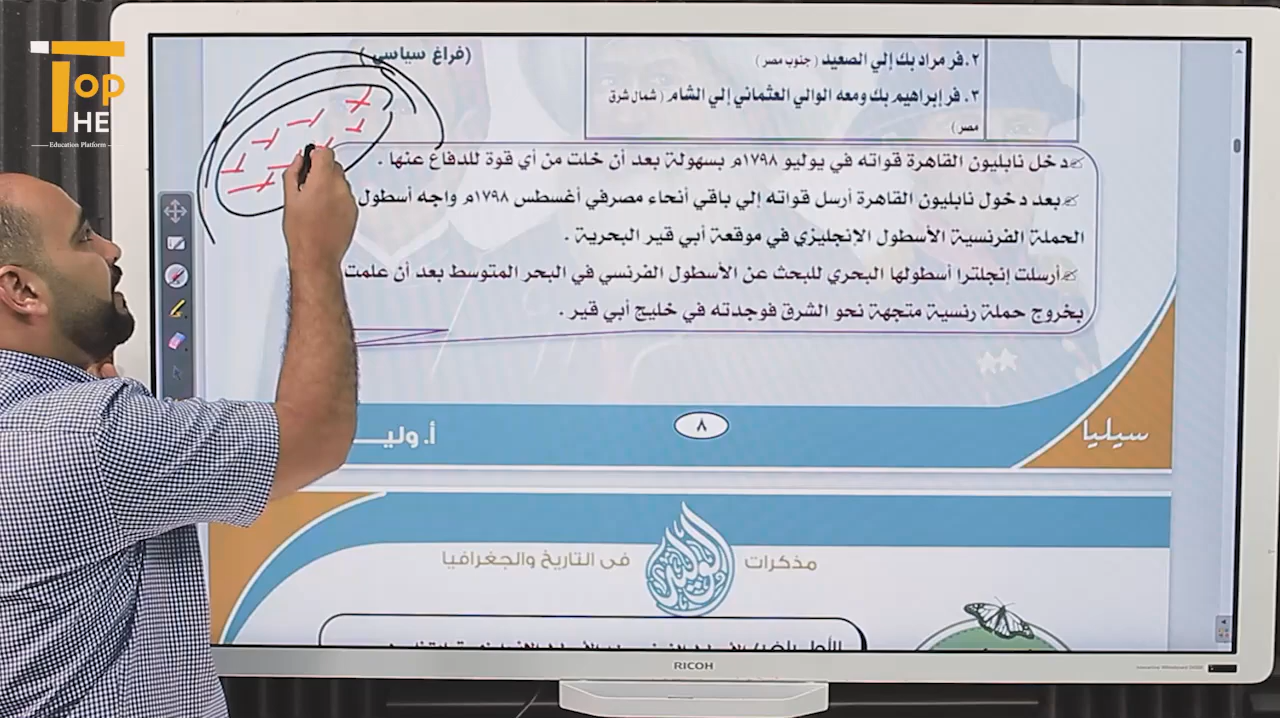 TOP
THE
Education Platform
٢. فر مراد بك إلي الصعيد (جنوب مصر)
(فراغ سياسي)
٣. فر إبراهيم بك ومعه الوالي العثماني إلي الشام (شمال شرق
مصر)
دخل نابليون القاهرة قواته في يوليو ١٧٩٨م بسهولة بعد أن خلت من أي قوة للدفاع عنها .
بعد دخول نابليون القاهرة أرسل قواته إلي باقي أنحاء مصرفي أغسطس ١٧٩٨م واجه أسطول
الحملة الفرنسية الأسطول الإنجليزي في موقعة أبي قير البحرية .
أرسلت إنجلترا أسطولها البحري للبحث عن الأسطول الفرنسي في البحر المتوسط بعد أن علمت
بخروج حملة رنسية متجهة نحو الشرق فوجدته في خليج أبي قير .
سيليا
٨
أ. وليـ
مذكرات
فى التاريخ والجغرافيا
RICOH